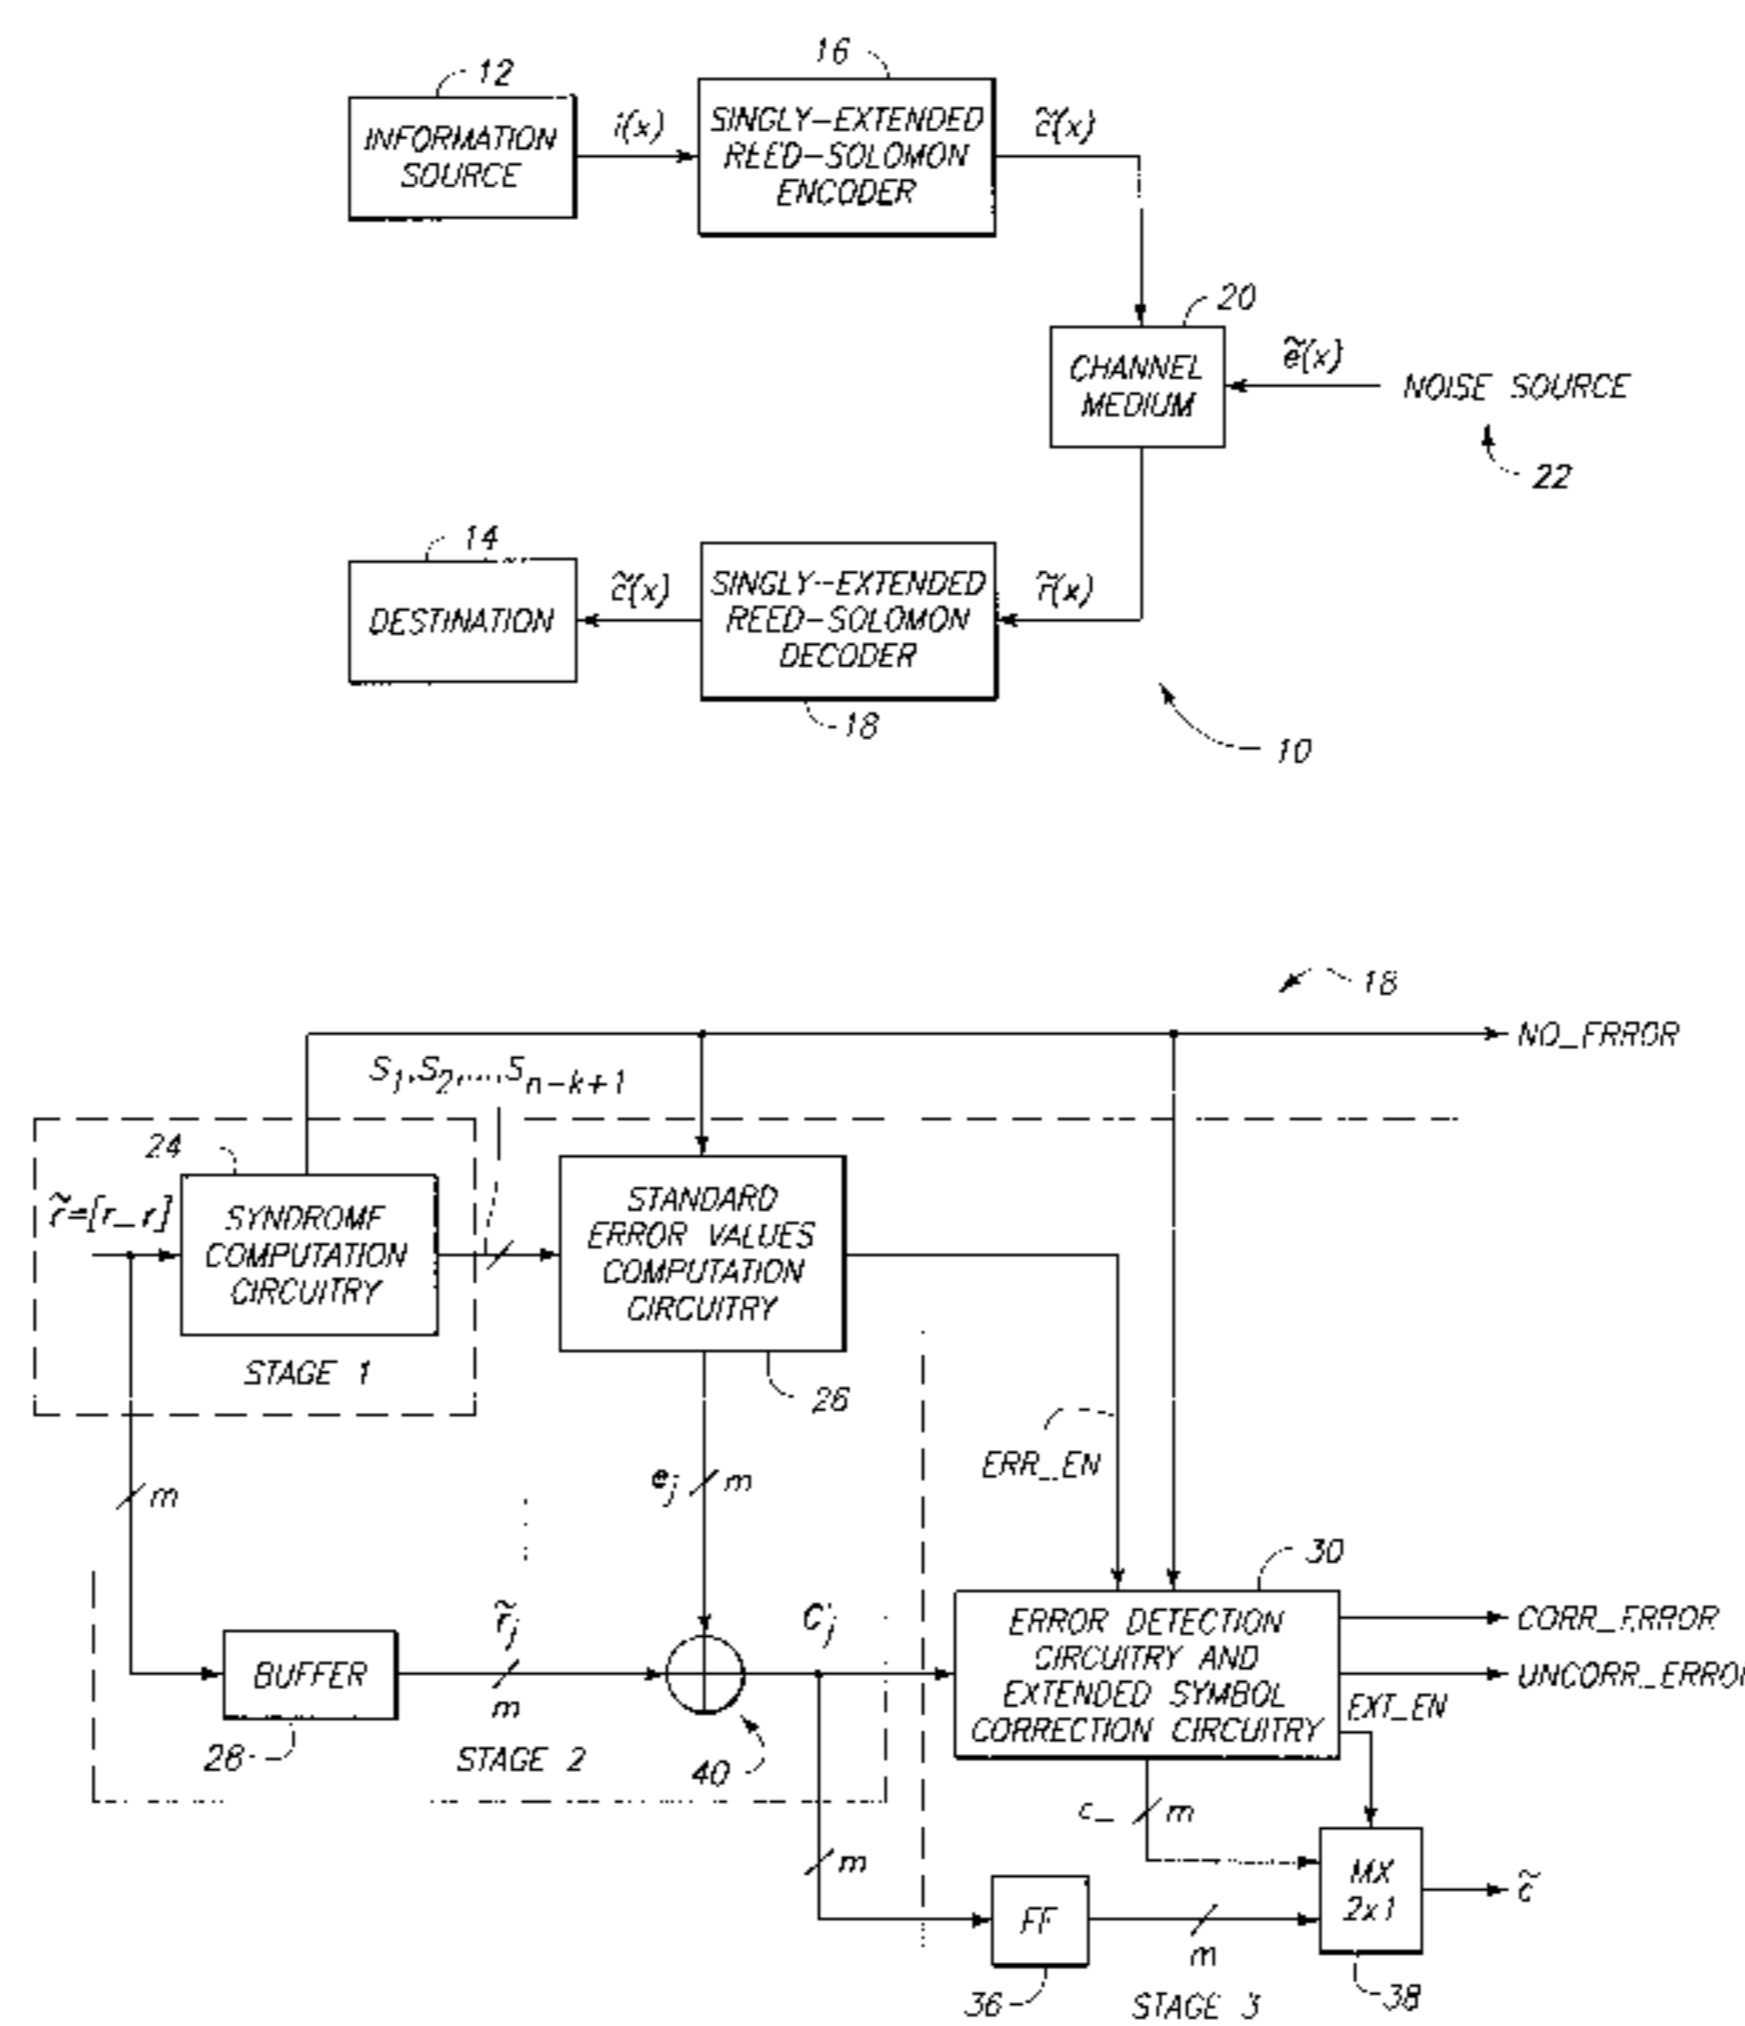 12
16
INFORMATION
SOURCE
i(x)
SINGLY-EXTENDED
REED-SOLOMON
ENCODER
c̃(x)
20
CHANNEL
MEDIUM
ẽ(x)
NOISE SOURCE
22
14
DESTINATION
c̃(x)
SINGLY-EXTENDED
REED-SOLOMON
DECODER
r̃(x)
18
10
18
NO_ERROR
S1,S2,...,Sn-k+1
24
r̃=[r_r]
SYNDROME
COMPUTATION
CIRCUITRY
STAGE 1
STANDARD
ERROR VALUES
COMPUTATION
CIRCUITRY
26
ERR_EN
ej
m
m
30
BUFFER
28
r̃j
m
STAGE 2
40
Cj
ERROR DETECTION
CIRCUITRY AND
EXTENDED SYMBOL
CORRECTION CIRCUITRY
CORR_ERROR
UNCORR_ERROR
EXT_EN
c_
m
m
FF
36
m
STAGE 3
MX
2x1
38
c̃